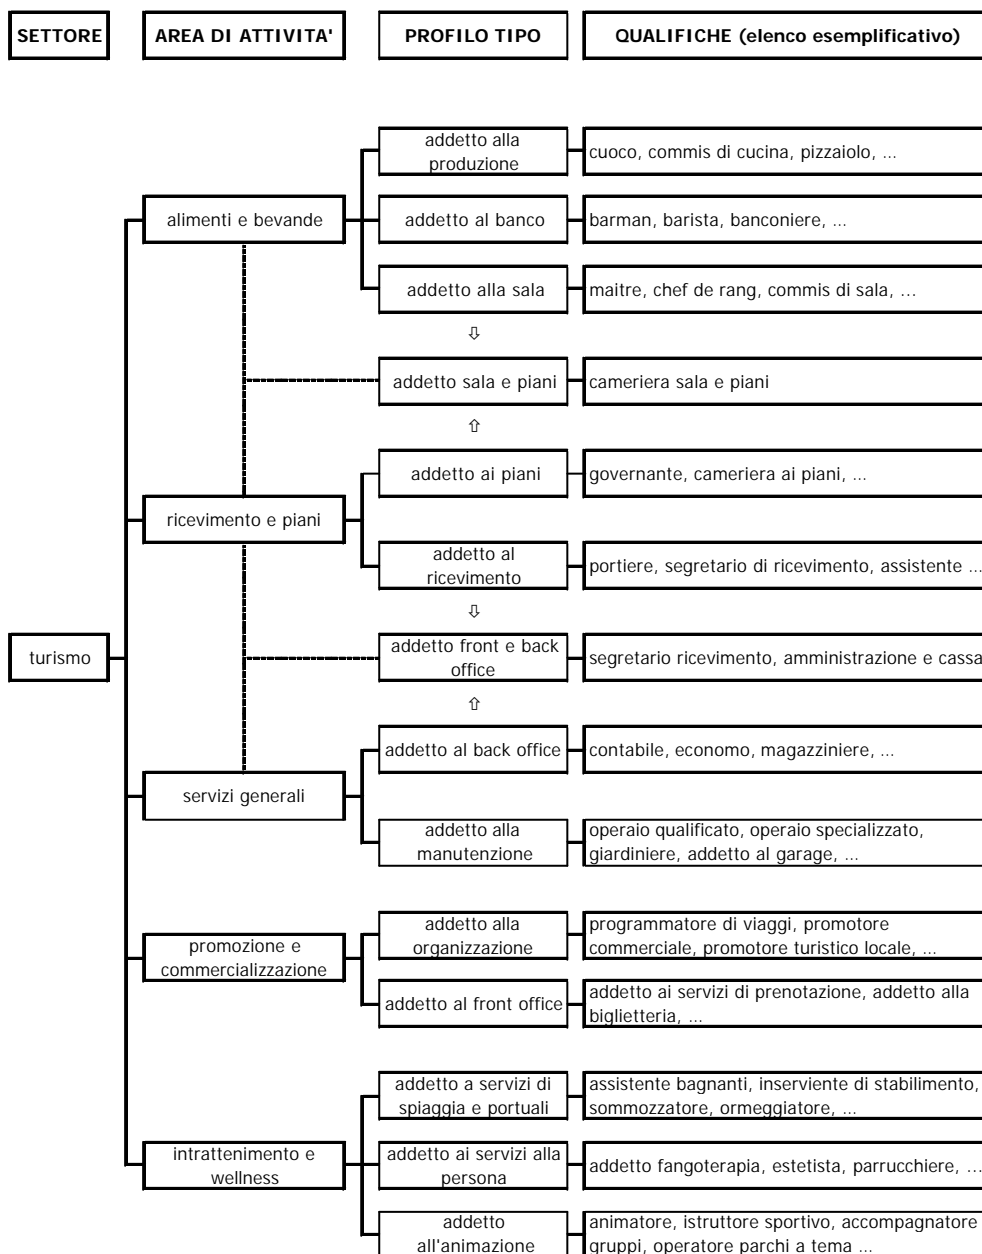 SETTORE
AREA DI ATTIVITA'
PROFILO TIPO
QUALIFICHE (elenco esemplificativo)
addetto alla
produzione
cuoco, commis di cucina, pizzaiolo, ...
alimenti e bevande
addetto al banco
barman, barista, banconiere, ...
addetto alla sala
maitre, chef de rang, commis di sala, ...
⇩
addetto sala e piani
cameriera sala e piani
⇧
addetto ai piani
governante, cameriera ai piani, ...
ricevimento e piani
addetto al
ricevimento
portiere, segretario di ricevimento, assistente ...
⇩
turismo
addetto front e back
office
segretario ricevimento, amministrazione e cassa
⇧
addetto al back office
contabile, economo, magazziniere, ...
servizi generali
addetto alla
manutenzione
operaio qualificato, operaio specializzato,
giardiniere, addetto al garage, ...
promozione e
commercializzazione
addetto alla
organizzazione
programmatore di viaggi, promotore
commerciale, promotore turistico locale, ...
addetto al front office
addetto ai servizi di prenotazione, addetto alla
biglietteria, ...
addetto a servizi di
spiaggia e portuali
assistente bagnanti, inserviente di stabilimento,
sommozzatore, ormeggiatore, ...
intrattenimento e
wellness
addetto ai servizi alla
persona
addetto fangoterapia, estetista, parrucchiere, ...
addetto
all'animazione
animatore, istruttore sportivo, accompagnatore
gruppi, operatore parchi a tema ...